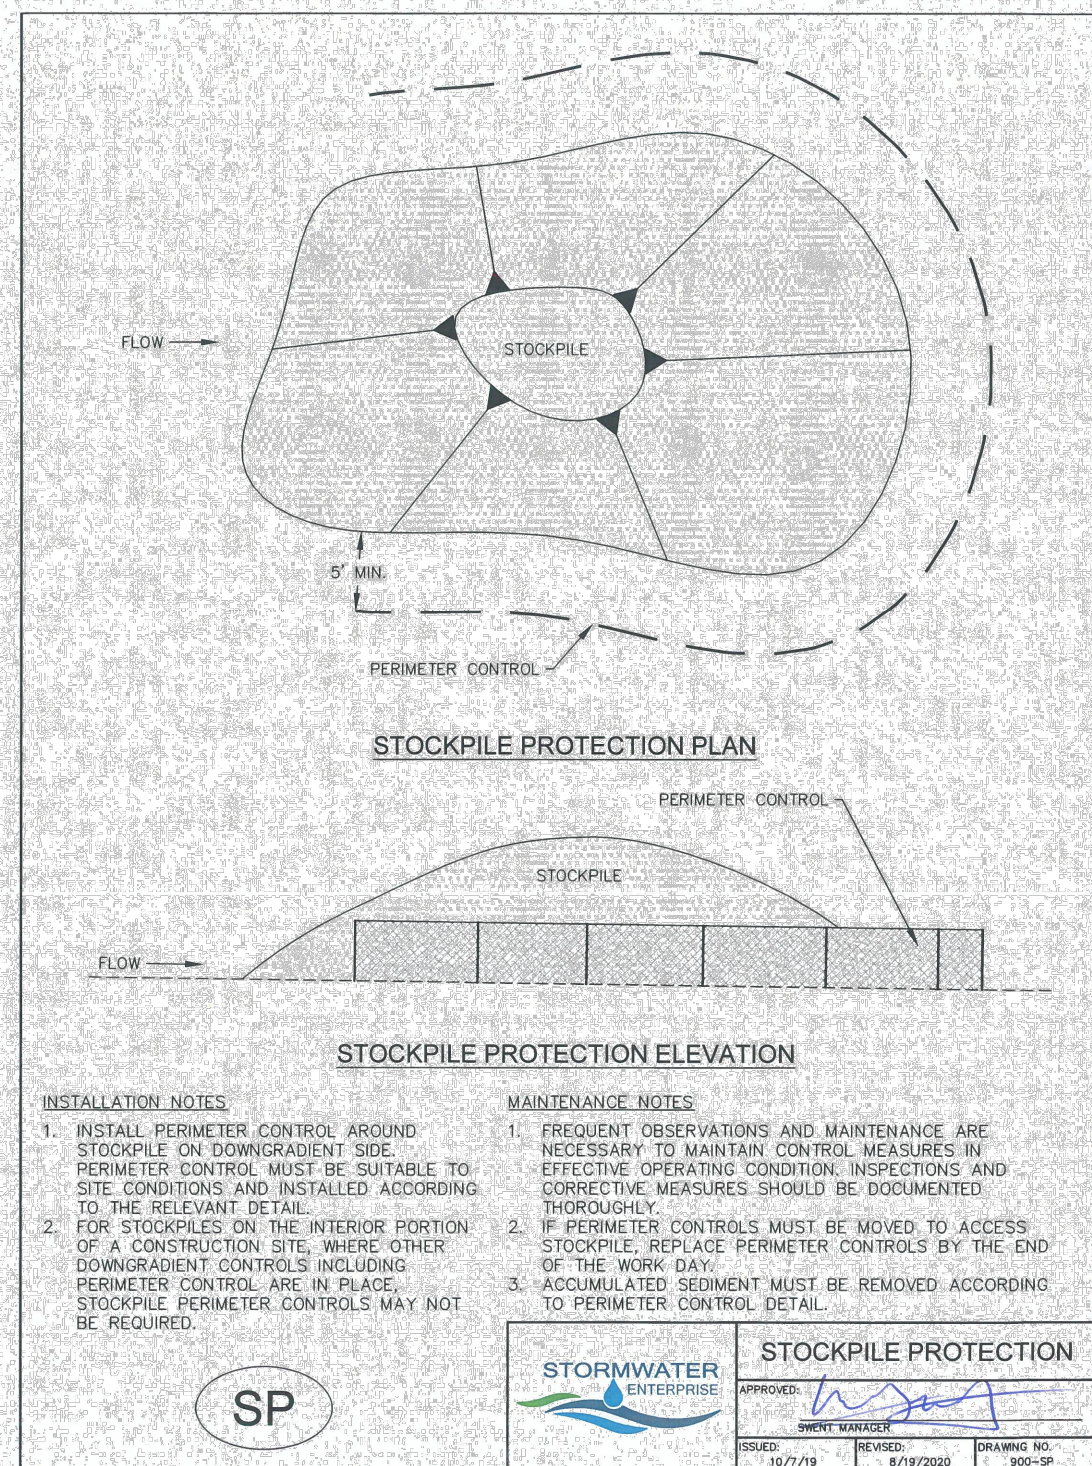 FLOW
STOCKPILE
5' MIN.
PERIMETER CONTROL
STOCKPILE PROTECTION PLAN
PERIMETER CONTROL
STOCKPILE
FLOW
STOCKPILE PROTECTION ELEVATION
INSTALLATION NOTES
1. INSTALL PERIMETER CONTROL AROUND
STOCKPILE ON DOWNGRADIENT SIDE.
PERIMETER CONTROL MUST BE SUITABLE TO
SITE CONDITIONS AND INSTALLED ACCORDING
TO THE RELEVANT DETAIL.
2. FOR STOCKPILES ON THE INTERIOR PORTION
OF A CONSTRUCTION SITE, WHERE OTHER
DOWNGRADIENT CONTROLS INCLUDING
PERIMETER CONTROL ARE IN PLACE,
STOCKPILE PERIMETER CONTROLS MAY NOT
BE REQUIRED.
MAINTENANCE NOTES
1. FREQUENT OBSERVATIONS AND MAINTENANCE ARE
NECESSARY TO MAINTAIN CONTROL MEASURES IN
EFFECTIVE OPERATING CONDITION. INSPECTIONS AND
CORRECTIVE MEASURES SHOULD BE DOCUMENTED
THOROUGHLY.
2. IF PERIMETER CONTROLS MUST BE MOVED TO ACCESS
STOCKPILE, REPLACE PERIMETER CONTROLS BY THE END
OF THE WORK DAY.
3. ACCUMULATED SEDIMENT MUST BE REMOVED ACCORDING
TO PERIMETER CONTROL DETAIL.
SP
STORMWATER
ENTERPRISE
STOCKPILE PROTECTION
APPROVED:
SWENT MANAGER
ISSUED:
10/7/19
REVISED:
8/19/2020
DRAWING NO.
900-SP